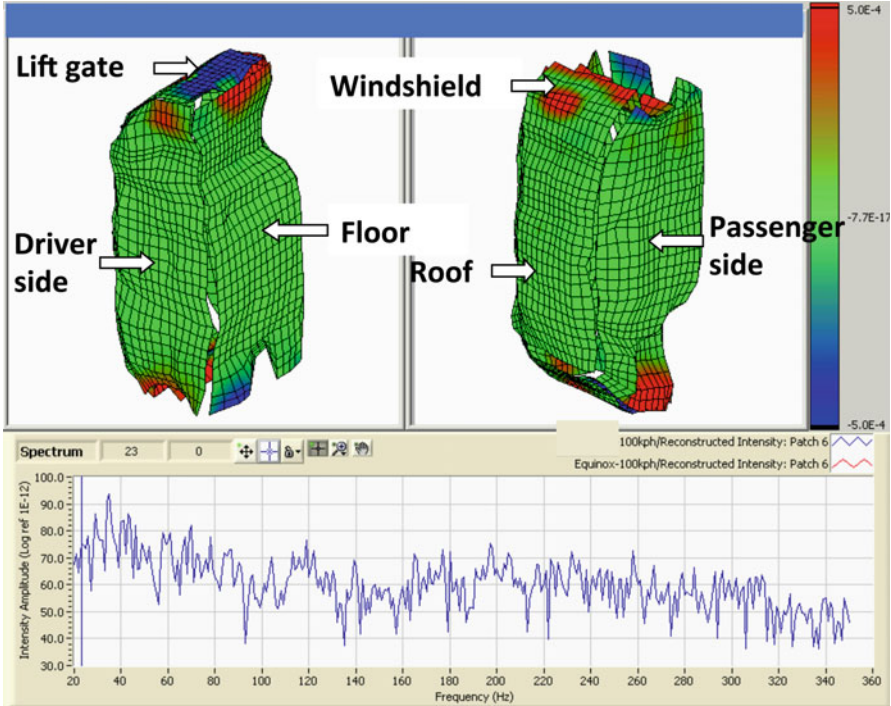 5.0E-4
Lift gate
Windshield
-7.7E-17
Floor
Driver
side
Passenger
side
Roof
-5.0E-4
Spectrum 23 0
100kph/Reconstructed Intensity: Patch 6
Equinox-100kph/Reconstructed Intensity: Patch 6
Intensity Amplitude (Log ref 1E-12)
100.0
90.0
80.0
70.0
60.0
50.0
40.0
30.0
20 40 60 80 100 120 140 160 180 200 220 240 260 280 300 320 340 360
Frequency (Hz)